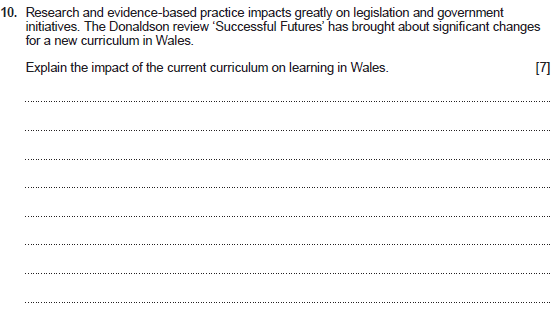 10. Research and evidence-based practice impacts greatly on legislation and government
initiatives. The Donaldson review 'Successful Futures' has brought about significant changes
for a new curriculum in Wales.
Explain the impact of the current curriculum on learning in Wales. [7]